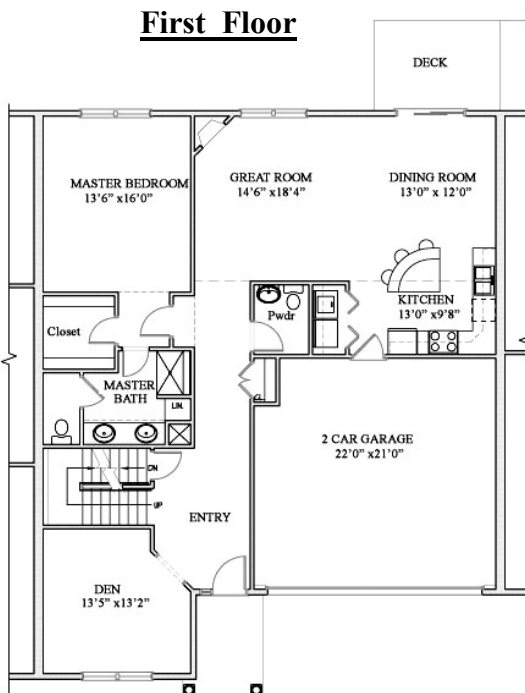 First Floor
DECK
MASTER BEDROOM
13'6" x16'0"
GREAT ROOM
14'6" x18'4"
DINING ROOM
13'0" x 12'0"
KITCHEN
13'0" x9'8"
Pwdr
Closet
MASTER
BATH
LIN.
2 CAR GARAGE
22'0" x21'0"
DN
UP
ENTRY
DEN
13'5" x13'2"